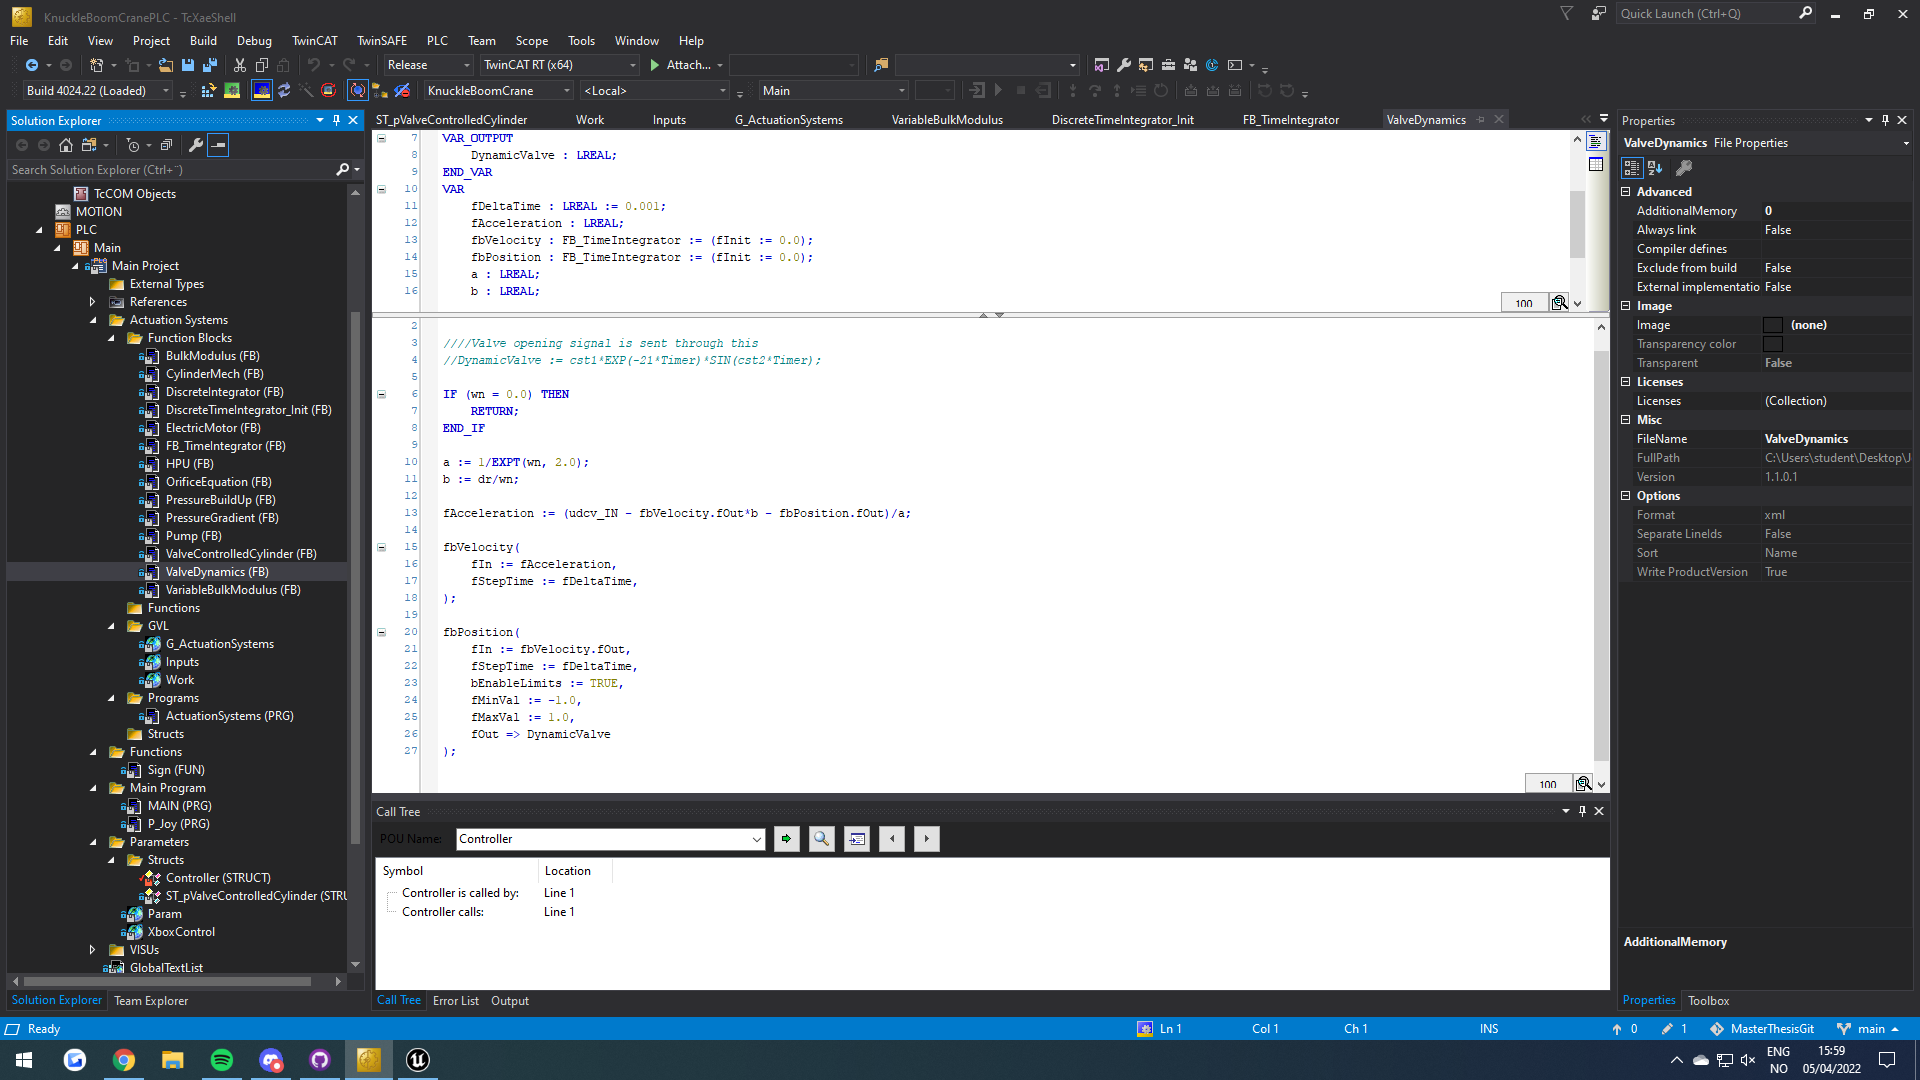 KnuckleBoomCranePLC - TcXaeShell
Quick Launch (Ctrl+Q)
File Edit View Project Build Debug TwinCAT TwinSAFE PLC Team Scope Tools Window Help
Release TwinCAT RT (x64) Attach...
Build 4024.22 (Loaded) KnuckleBoomCrane <Local> Main
Solution Explorer
Search Solution Explorer (Ctrl+¨)
TcCOM Objects
MOTION
PLC
Main
Main Project
External Types
References
Actuation Systems
Function Blocks
BulkModulus (FB)
CylinderMech (FB)
DiscreteIntegrator (FB)
DiscreteTimeIntegrator_Init (FB)
ElectricMotor (FB)
FB_TimeIntegrator (FB)
HPU (FB)
OrificeEquation (FB)
PressureBuildUp (FB)
PressureGradient (FB)
Pump (FB)
ValveControlledCylinder (FB)
ValveDynamics (FB)
VariableBulkModulus (FB)
Functions
GVL
G_ActuationSystems
Inputs
Work
Programs
ActuationSystems (PRG)
Structs
Functions
Sign (FUN)
Main Program
MAIN (PRG)
P_Joy (PRG)
Parameters
Structs
Controller (STRUCT)
ST_pValveControlledCylinder (STRU
Param
XboxControl
VISUs
GlobalTextList
Solution Explorer Team Explorer
ST_pValveControlledCylinder Work Inputs G_ActuationSystems VariableBulkModulus DiscreteTimeIntegrator_Init FB_TimeIntegrator ValveDynamics
7 VAR_OUTPUT
8 DynamicValve : LREAL;
9 END_VAR
10 VAR
11 fDeltaTime : LREAL := 0.001;
12 fAcceleration : LREAL;
13 fbVelocity : FB_TimeIntegrator := (fInit := 0.0);
14 fbPosition : FB_TimeIntegrator := (fInit := 0.0);
15 a : LREAL;
16 b : LREAL;
100
2
3 ////Valve opening signal is sent through this
4 //DynamicValve := cst1*EXP(-21*Timer)*SIN(cst2*Timer);
5
6 IF (wn = 0.0) THEN
7 RETURN;
8 END_IF
9
10 a := 1/EXPT(wn, 2.0);
11 b := dr/wn;
12
13 fAcceleration := (udcv_IN - fbVelocity.fOut*b - fbPosition.fOut)/a;
14
15 fbVelocity(
16 fIn := fAcceleration,
17 fStepTime := fDeltaTime,
18 );
19
20 fbPosition(
21 fIn := fbVelocity.fOut,
22 fStepTime := fDeltaTime,
23 bEnableLimits := TRUE,
24 fMinVal := -1.0,
25 fMaxVal := 1.0,
26 fOut => DynamicValve
27 );
100
Call Tree
POU Name: Controller
Symbol Location
Controller is called by: Line 1
Controller calls: Line 1
Call Tree Error List Output
Properties
ValveDynamics File Properties
Advanced
AdditionalMemory 0
Always link False
Compiler defines
Exclude from build False
External implementatio False
Image
Image (none)
Transparency color
Transparent False
Licenses
Licenses (Collection)
Misc
FileName ValveDynamics
FullPath C:\Users\student\Desktop\J
Version 1.1.0.1
Options
Format xml
Separate LineIds False
Sort Name
Write ProductVersion True
AdditionalMemory
Properties Toolbox
Ready Ln 1 Col 1 Ch 1 INS 0 1 MasterThesisGit main
ENG
NO
15:59
05/04/2022